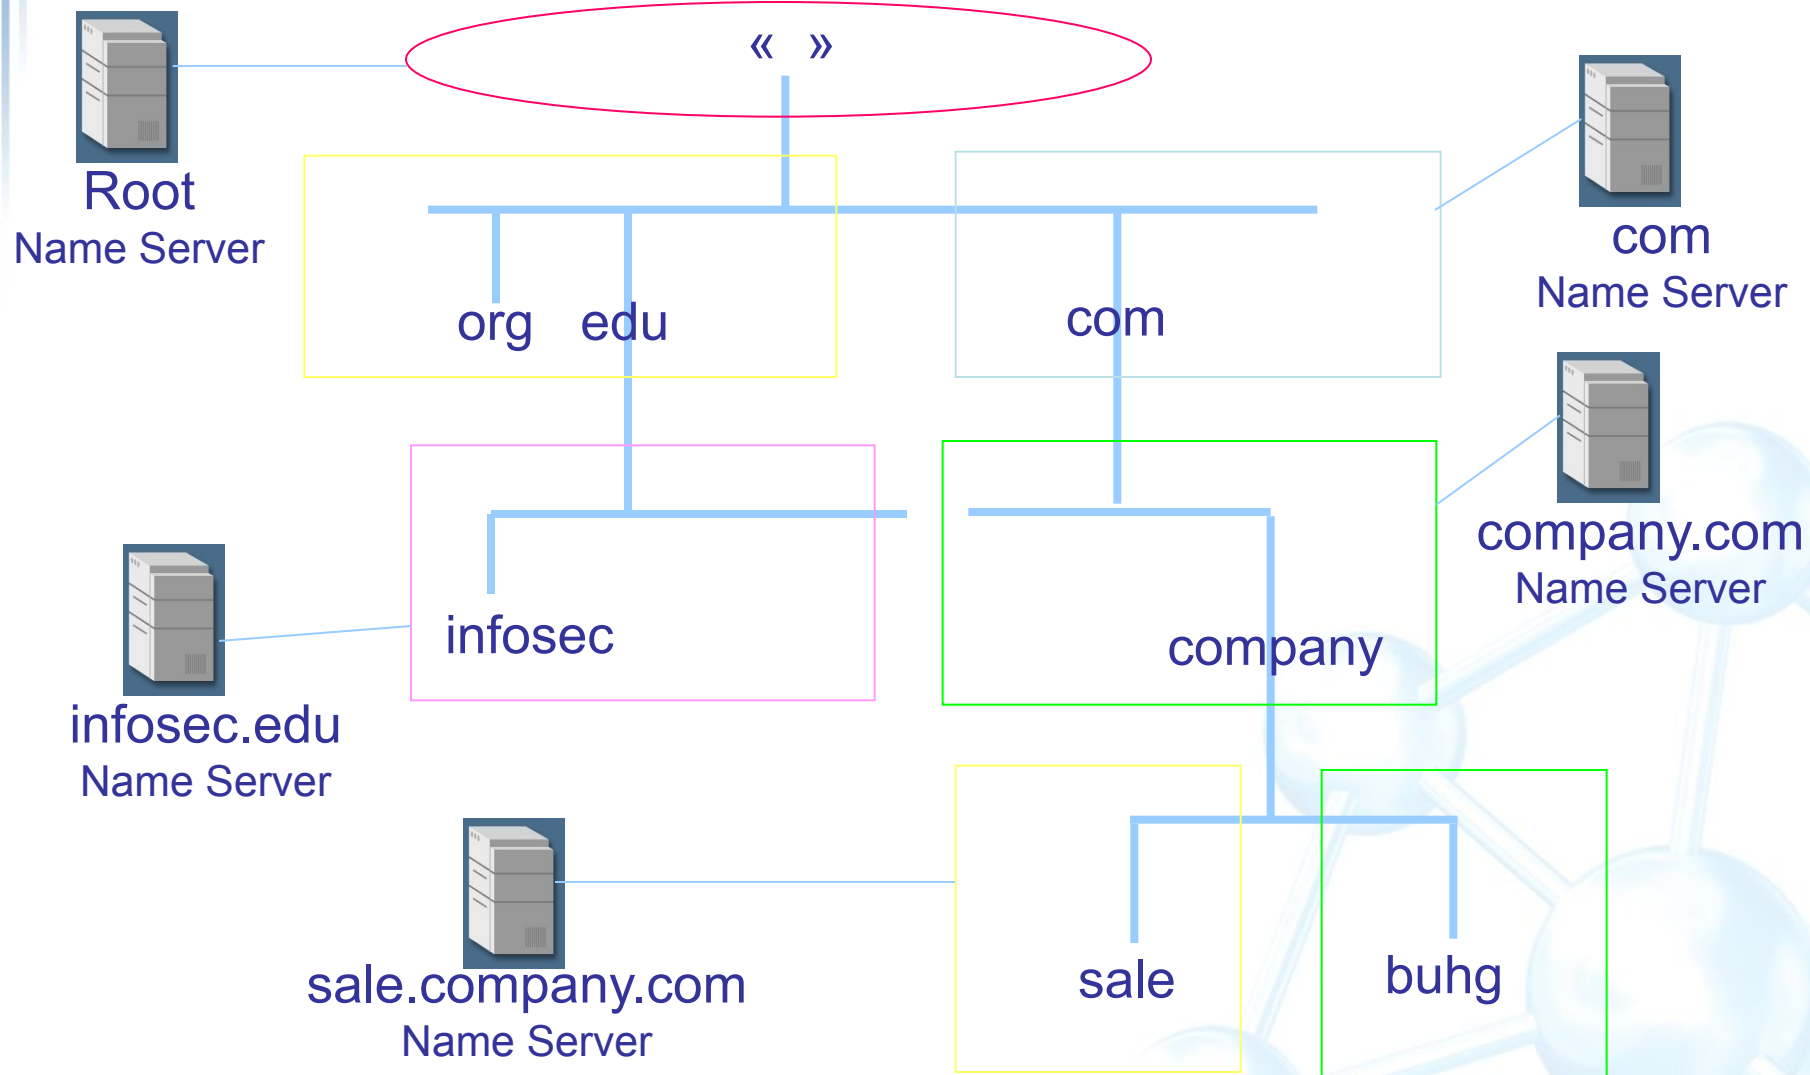 « »
Root
Name Server
com
Name Server
org edu
com
company.com
Name Server
infosec
company
infosec.edu
Name Server
sale.company.com
Name Server
sale
buhg